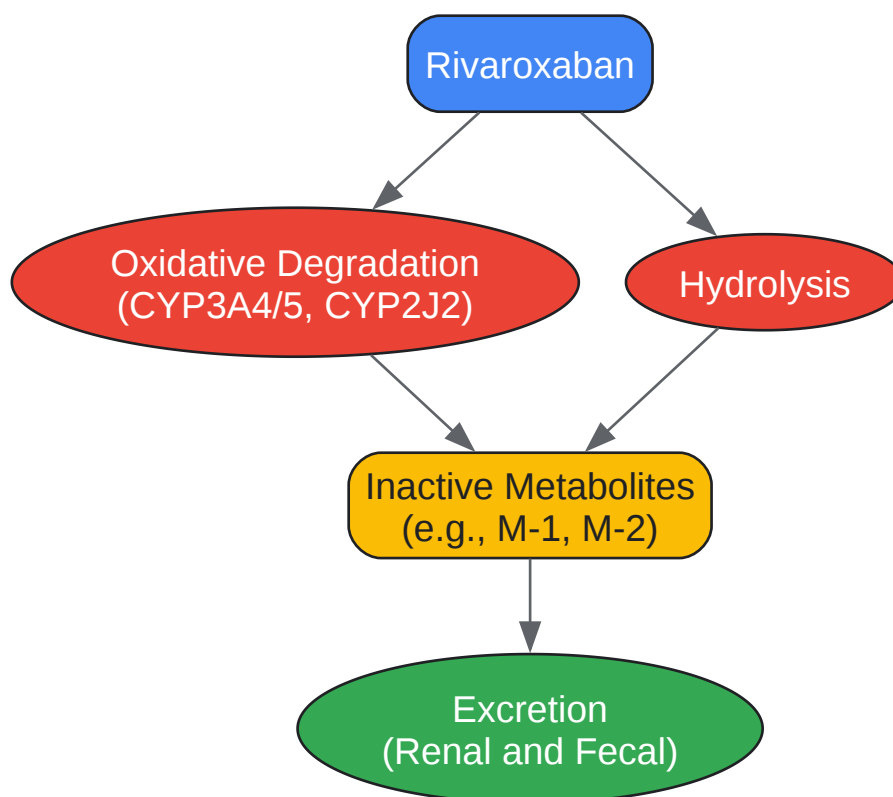 Rivaroxaban
Oxidative Degradation
(CYP3A4/5, CYP2J2)
Hydrolysis
Inactive Metabolites
(e.g., M-1, M-2)
Excretion
(Renal and Fecal)